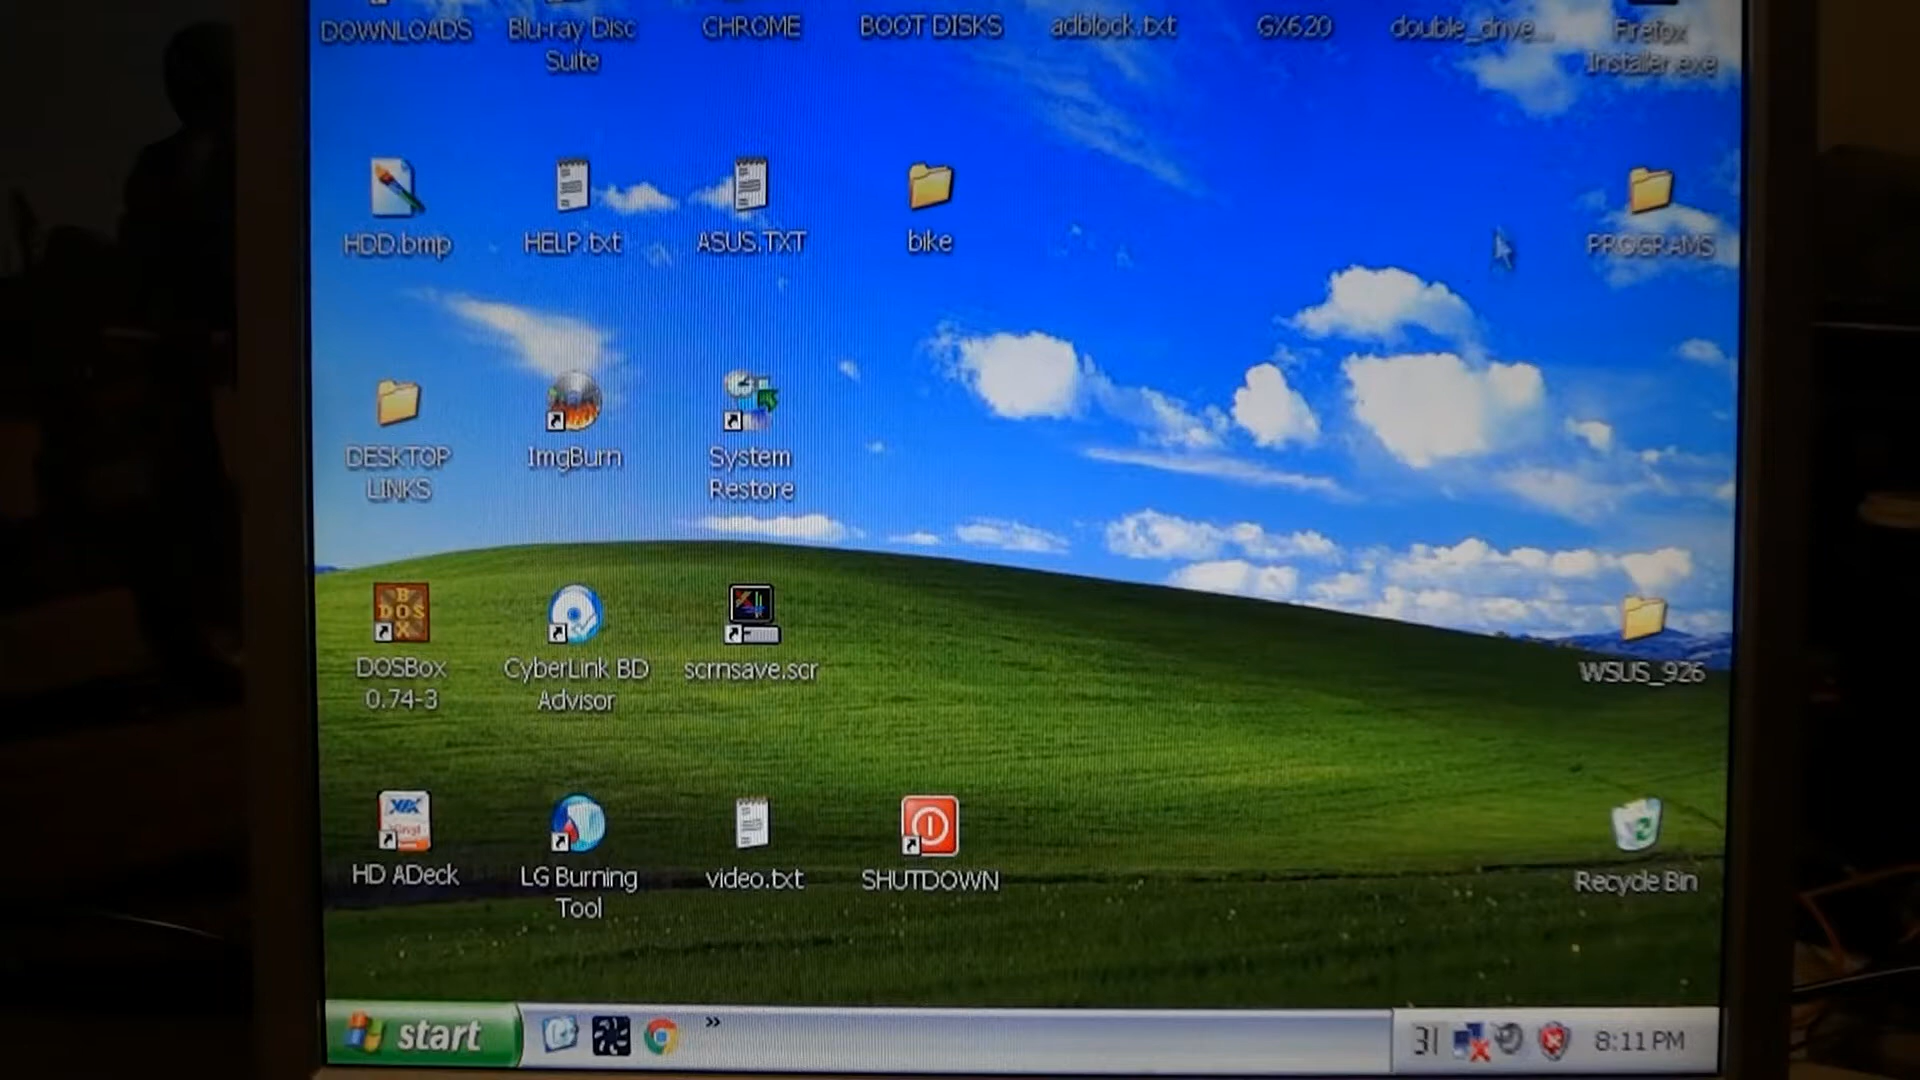 DOWNLOADS
Blu-ray Disc
Suite
CHROME
BOOT DISKS
adblock.txt
GX620
double_drive...
Firefox
Installer.exe
HDD.bmp
HELP.txt
ASUS.TXT
bike
PROGRAMS
DESKTOP
LINKS
ImgBurn
System
Restore
DOSBox
0.74-3
CyberLink BD
Advisor
scrnsave.scr
WSUS_926
HD ADeck
LG Burning
Tool
video.txt
SHUTDOWN
Recycle Bin
start
»
31
8:11 PM